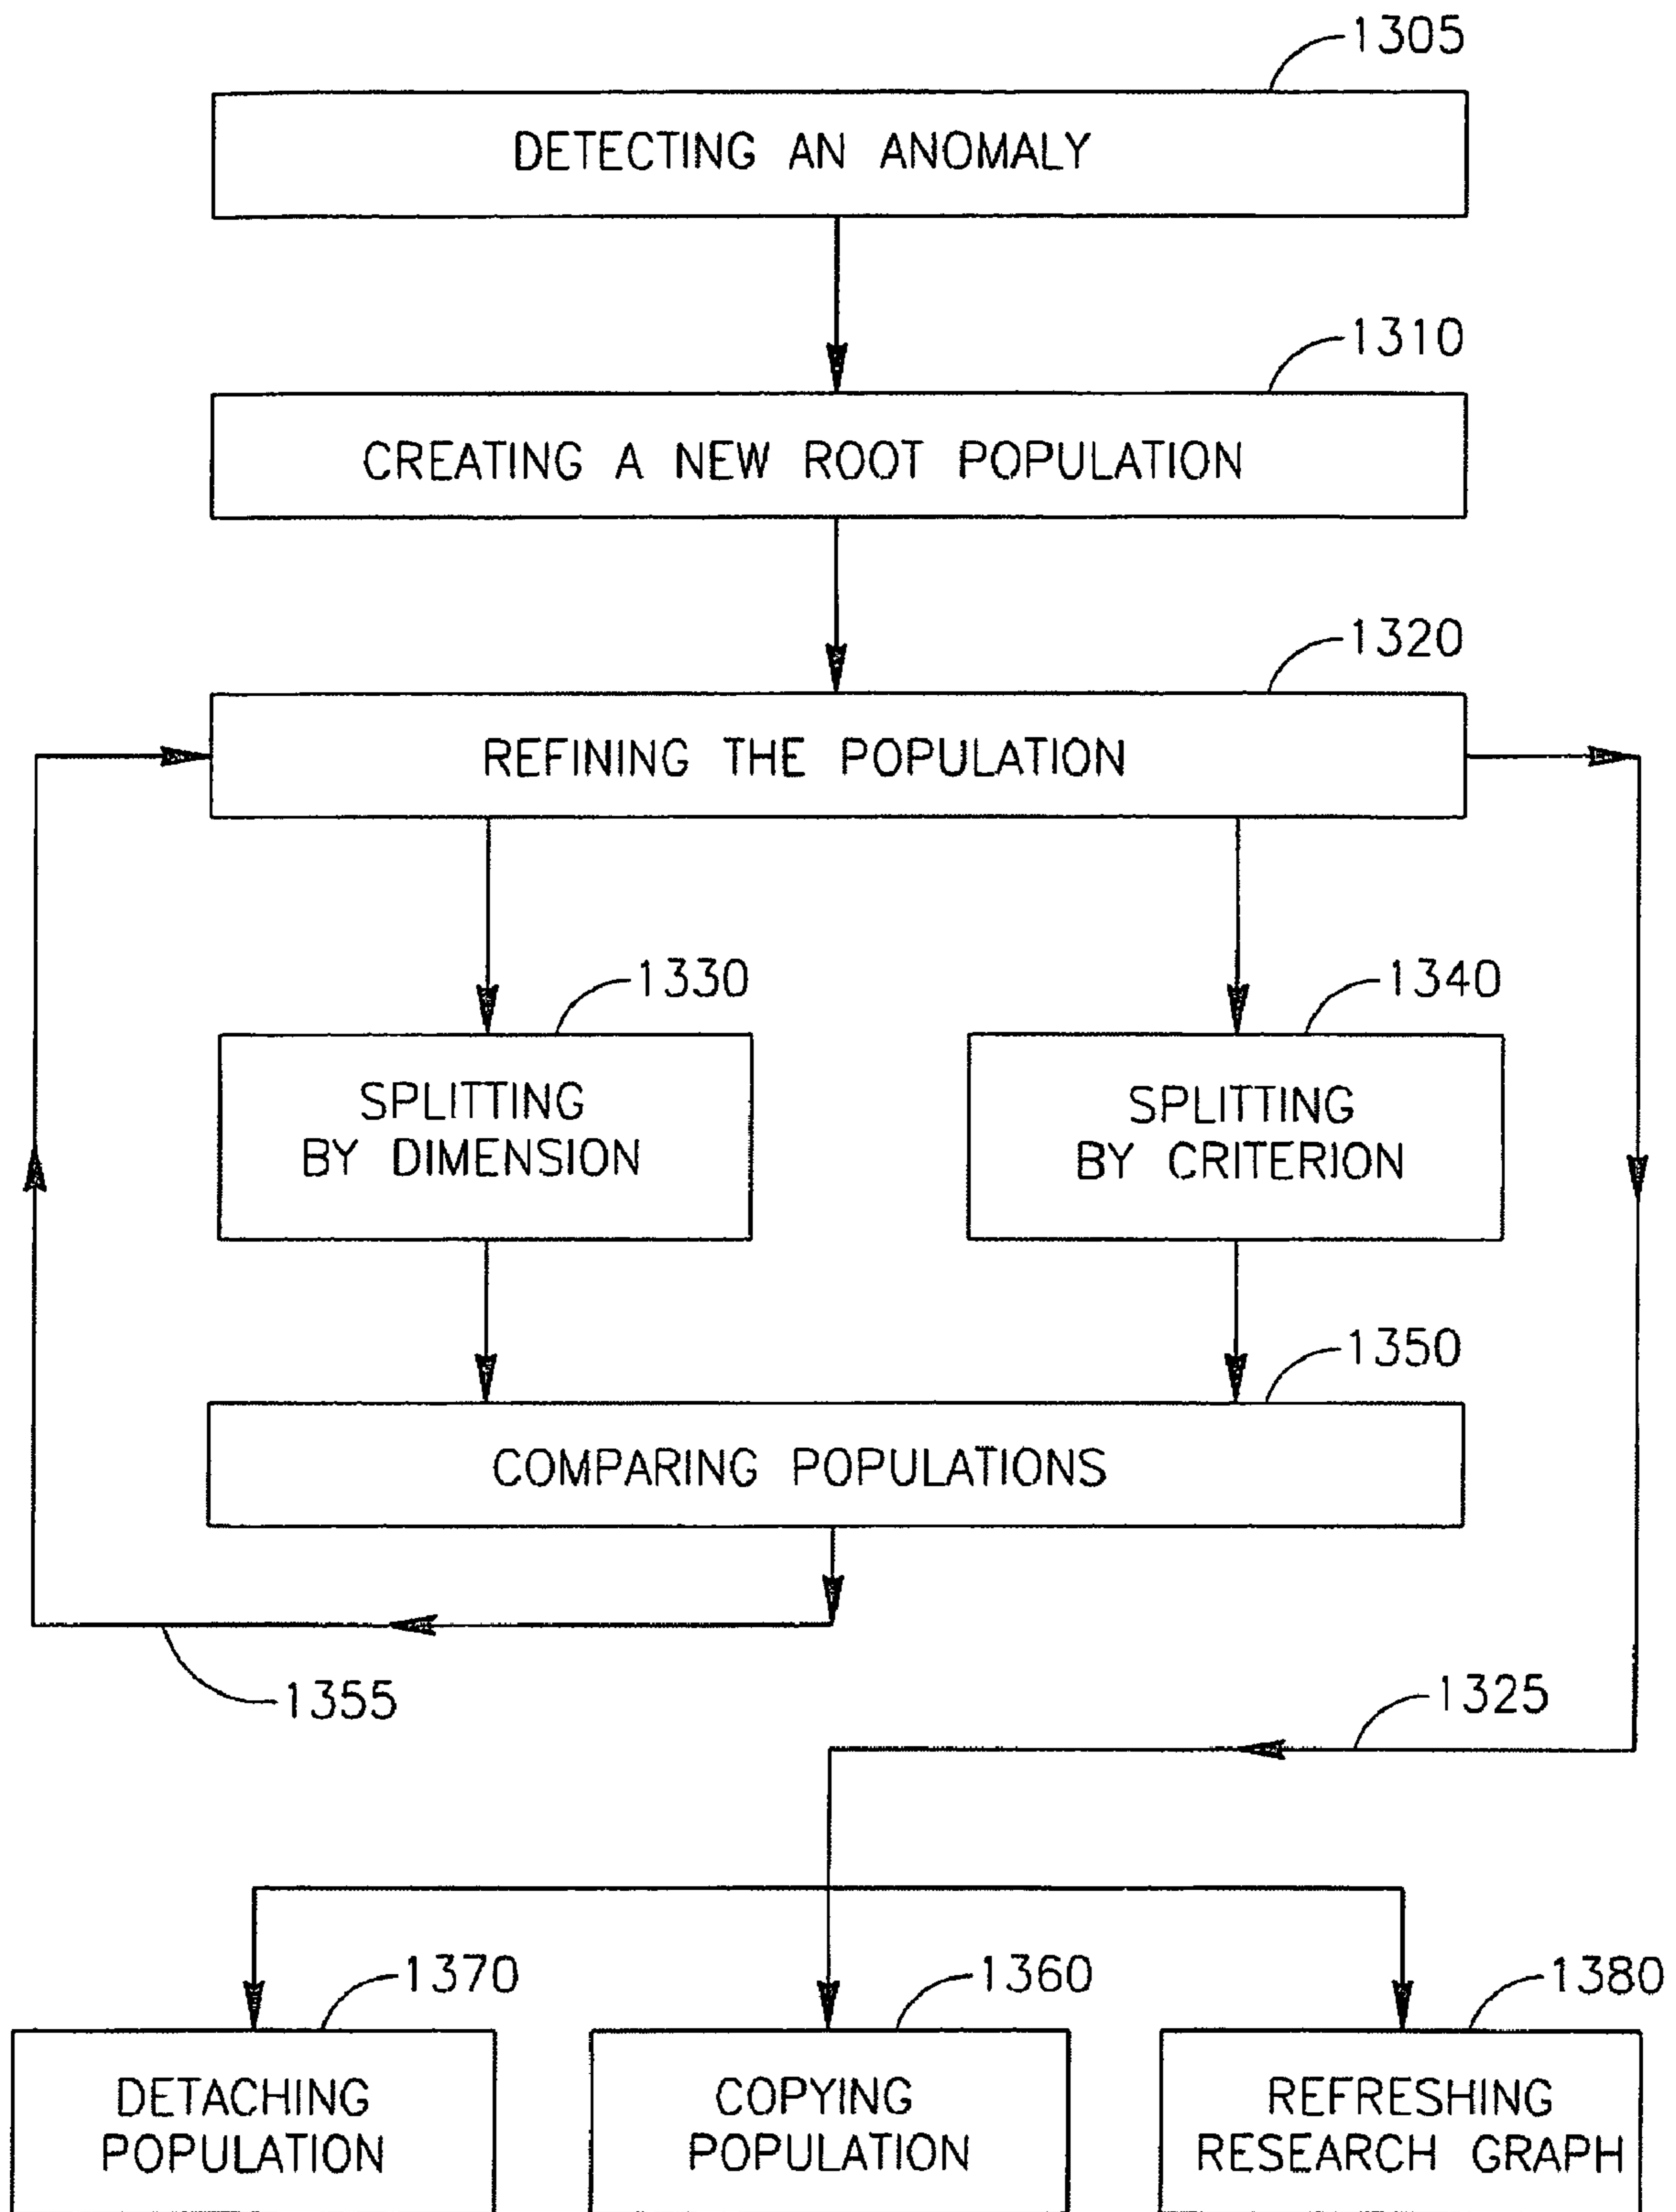 1305
DETECTING AN ANOMALY
1310
CREATING A NEW ROOT POPULATION
1320
REFINING THE POPULATION
1330
1340
SPLITTING
BY DIMENSION
SPLITTING
BY CRITERION
1350
COMPARING POPULATIONS
1355
1325
1370
1360
1380
DETACHING
POPULATION
COPYING
POPULATION
REFRESHING
RESEARCH GRAPH